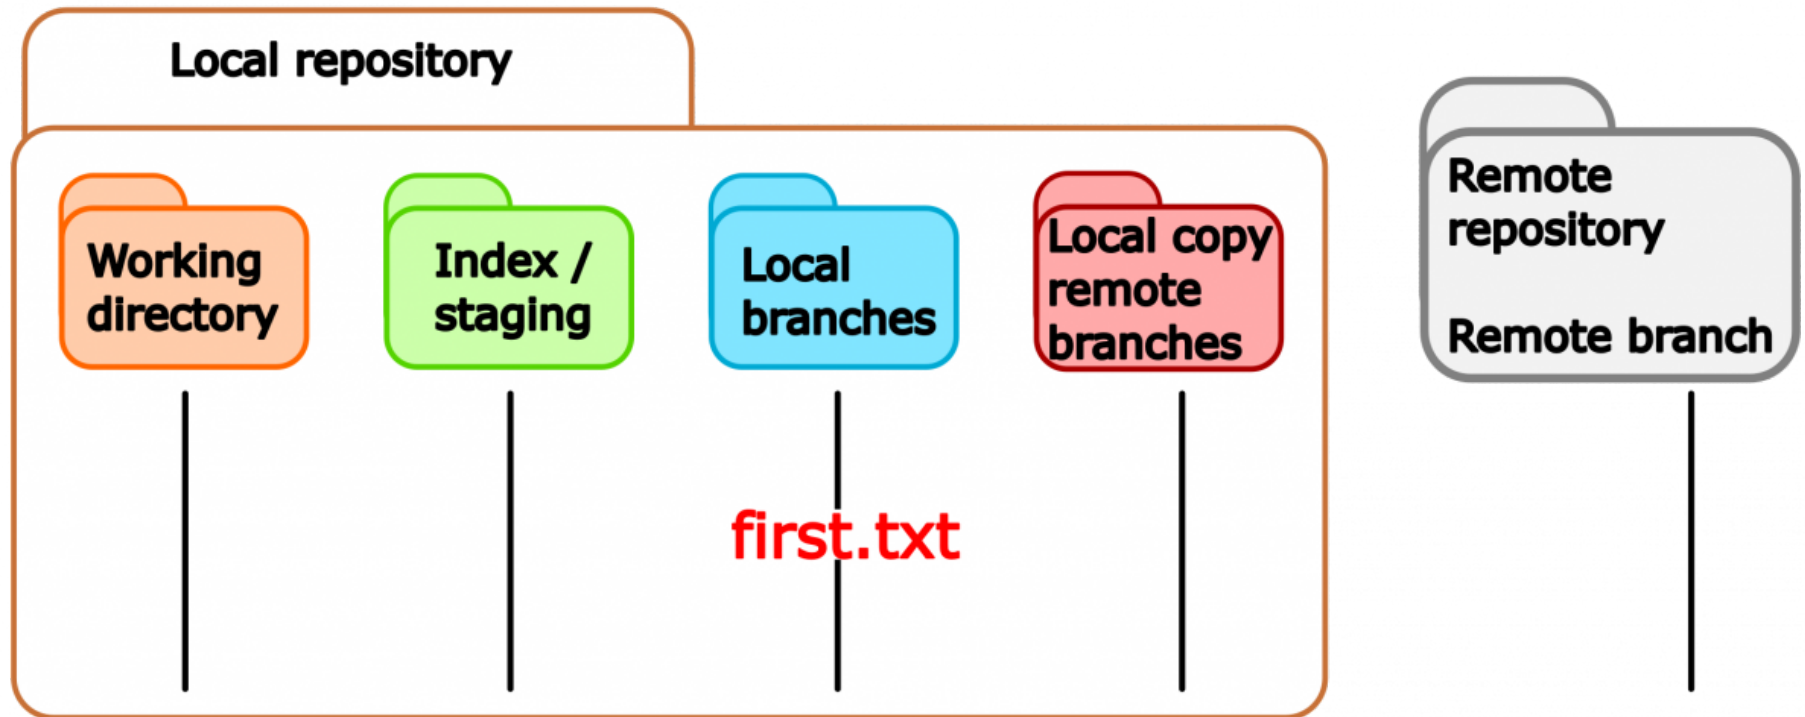 Local repository
Working
directory
Index /
staging
Local
branches
Local copy
remote
branches
Remote
repository
Remote branch
first.txt